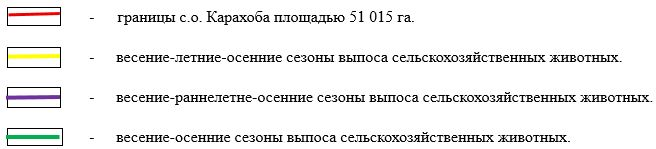 - границы с.о. Карахоба площадью 51 015 га.
- весение-летние-осенние сезоны выпоса сельскохозяйственных животных.
- весение-раннелетне-осенние сезоны выпоса сельскохозяйственных животных.
- весение-осенние сезоны выпоса сельскохозяйственных животных.